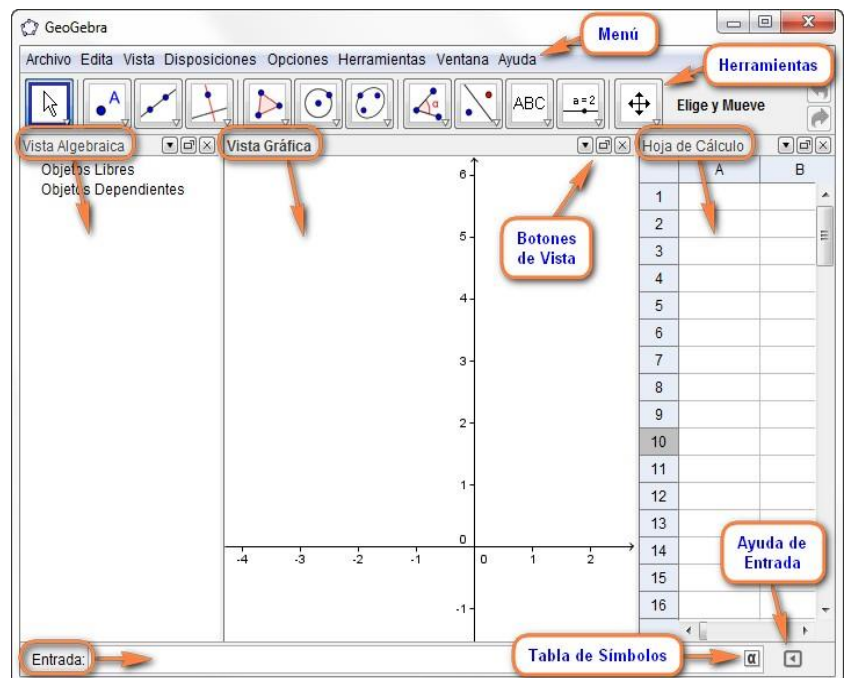 GeoGebra
Menú
Archivo Edita Vista Disposiciones Opciones Herramientas Ventana Ayuda
Herramientas
A
α
ABC
a=2
Elige y Mueve
Vista Algebraica
Vista Gráfica
Hoja de Cálculo
Objetos Libres
Objetos Dependientes
A B
Botones
de Vista
6
5
4
3
2
1
0
-4 -3 -2 -1 0 1 2
-1
1
2
3
4
5
6
7
8
9
10
11
12
13
14
15
16
Ayuda de
Entrada
Entrada:
Tabla de Símbolos
α